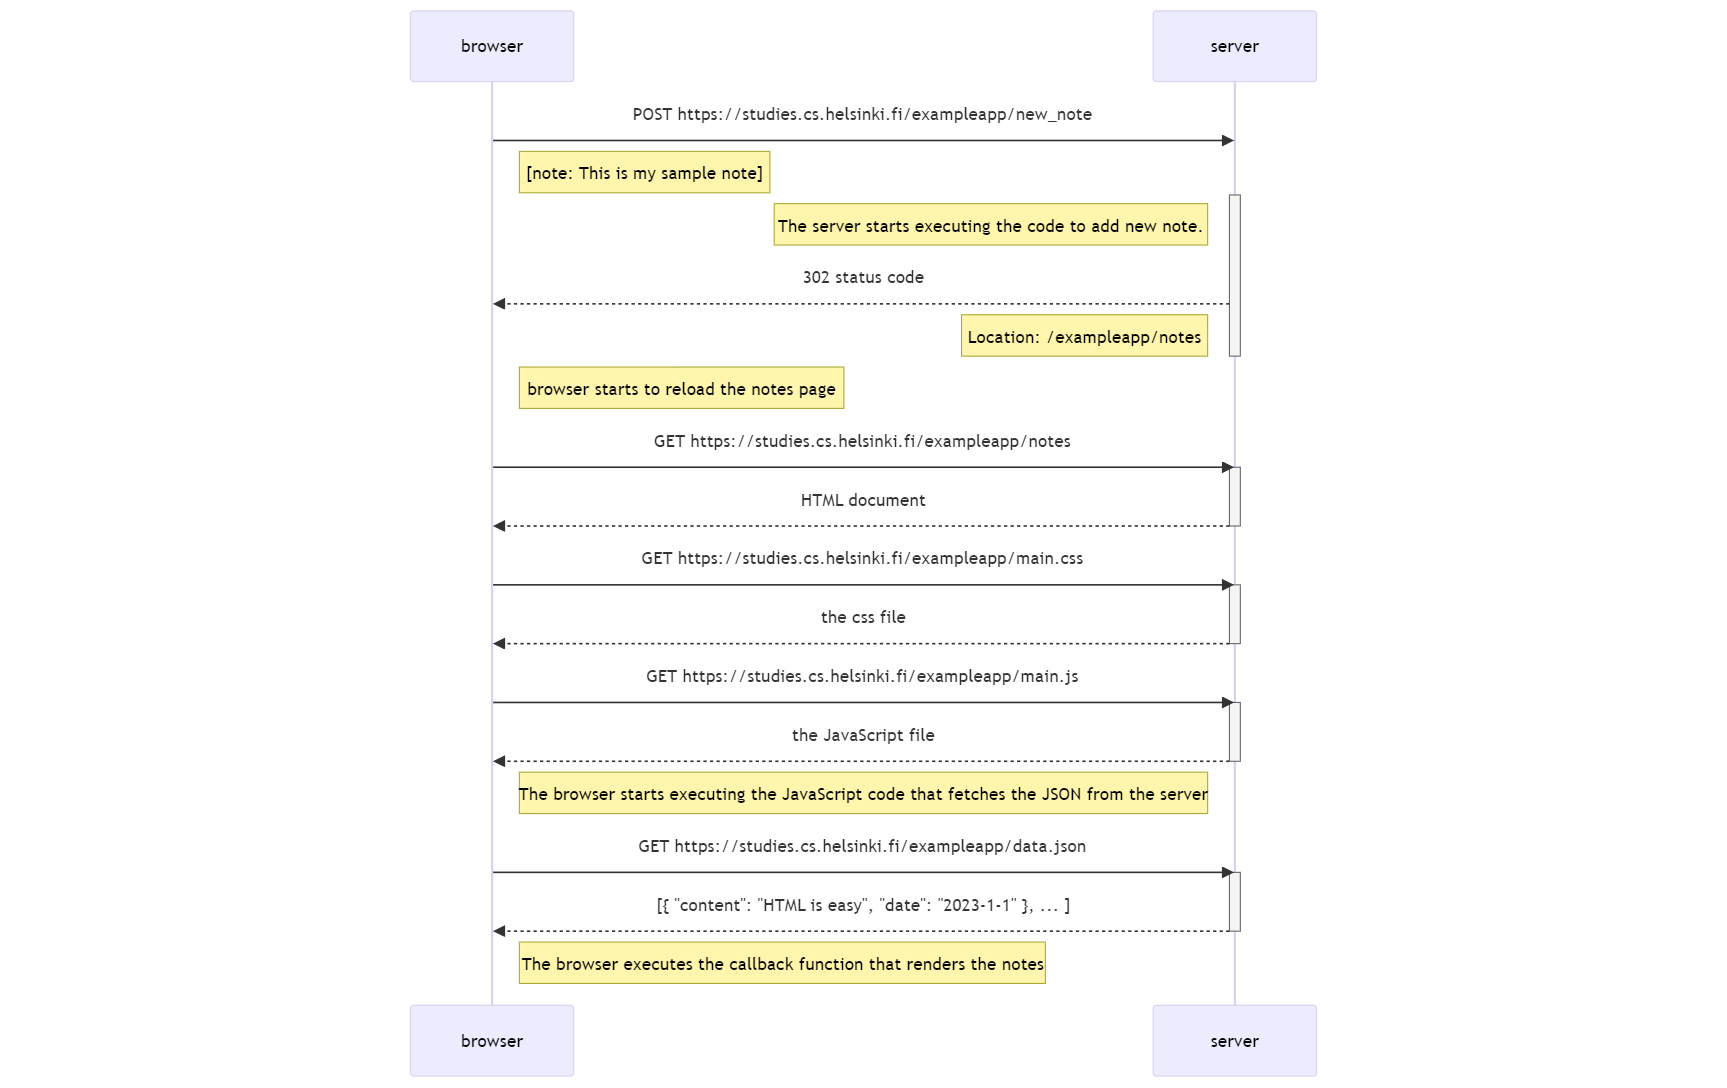 browser
server
POST https://studies.cs.helsinki.fi/exampleapp/new_note
[note: This is my sample note]
The server starts executing the code to add new note.
302 status code
Location: /exampleapp/notes
browser starts to reload the notes page
GET https://studies.cs.helsinki.fi/exampleapp/notes
HTML document
GET https://studies.cs.helsinki.fi/exampleapp/main.css
the css file
GET https://studies.cs.helsinki.fi/exampleapp/main.js
the JavaScript file
The browser starts executing the JavaScript code that fetches the JSON from the server
GET https://studies.cs.helsinki.fi/exampleapp/data.json
[{ "content": "HTML is easy", "date": "2023-1-1" }, ... ]
The browser executes the callback function that renders the notes
browser
server